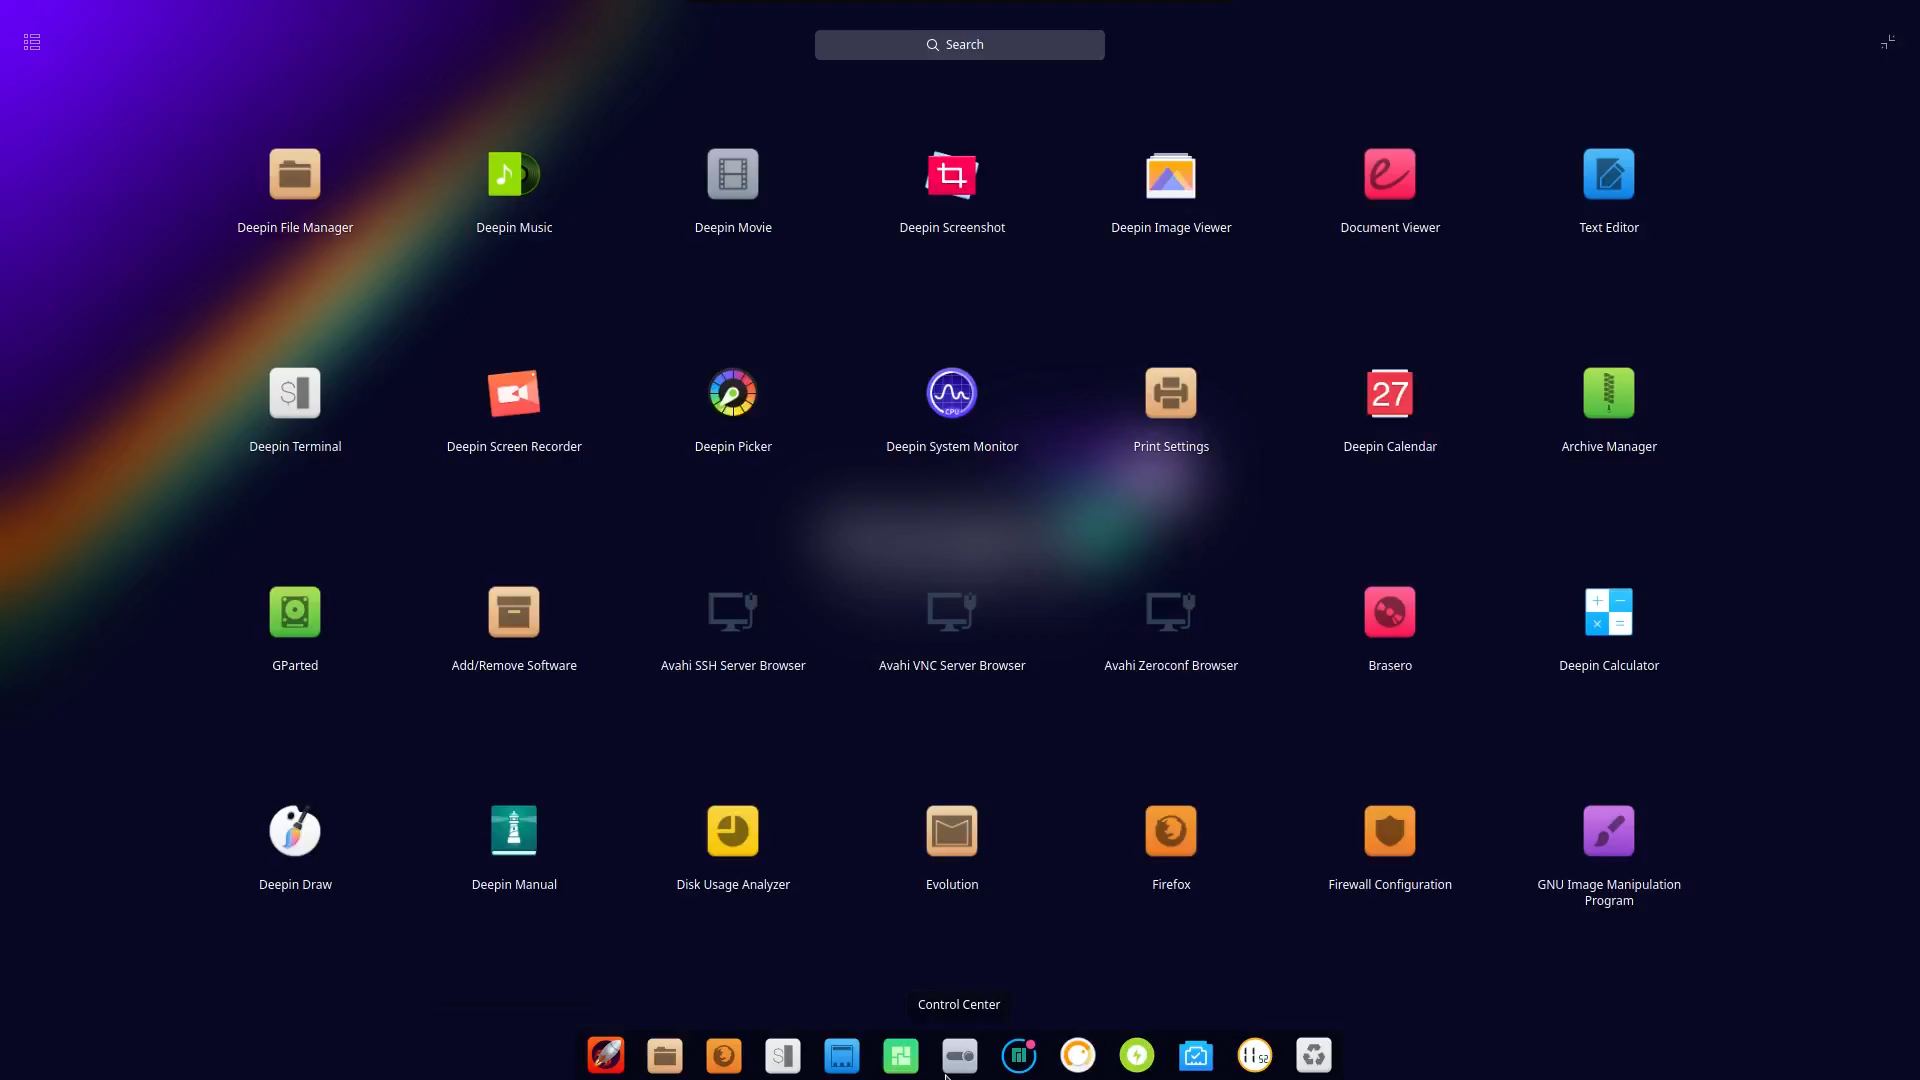 Search
Deepin File Manager
Deepin Music
Deepin Movie
Deepin Screenshot
Deepin Image Viewer
Document Viewer
Text Editor
Deepin Terminal
Deepin Screen Recorder
Deepin Picker
CPU
Deepin System Monitor
Print Settings
27
Deepin Calendar
Archive Manager
GParted
Add/Remove Software
Avahi SSH Server Browser
Avahi VNC Server Browser
Avahi Zeroconf Browser
Brasero
Deepin Calculator
Deepin Draw
Deepin Manual
Disk Usage Analyzer
Evolution
Firefox
Firewall Configuration
GNU Image Manipulation
Program
Control Center
11 52